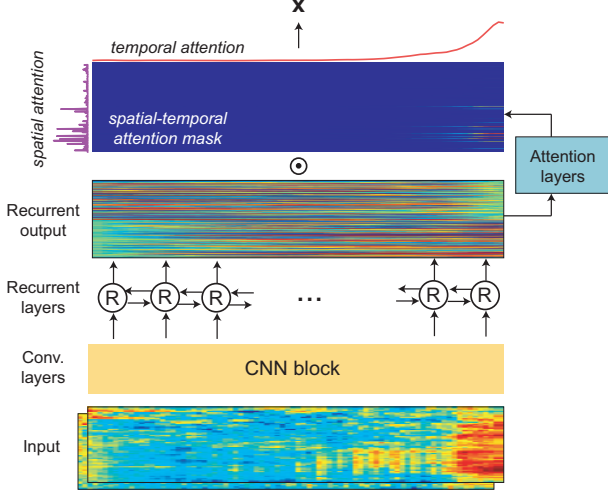 x
temporal attention
spatial attention
spatial-temporal
attention mask
Attention
layers
Recurrent
output
Recurrent
layers
R R R ... R R
Conv.
layers
CNN block
Input